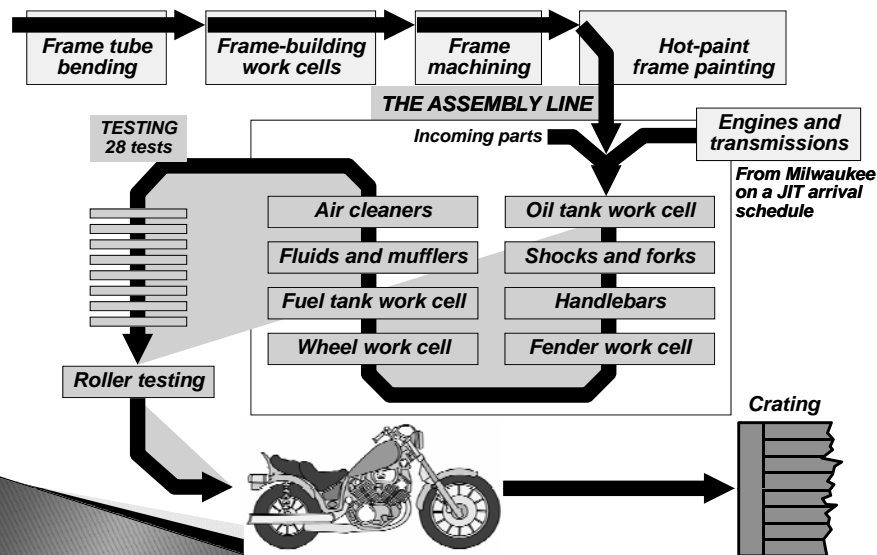 Frame tube
bending
Frame-building
work cells
Frame
machining
Hot-paint
frame painting
THE ASSEMBLY LINE
TESTING
28 tests
Incoming parts
Engines and
transmissions
From Milwaukee
on a JIT arrival
schedule
Air cleaners
Oil tank work cell
Fluids and mufflers
Shocks and forks
Fuel tank work cell
Handlebars
Wheel work cell
Fender work cell
Roller testing
Crating